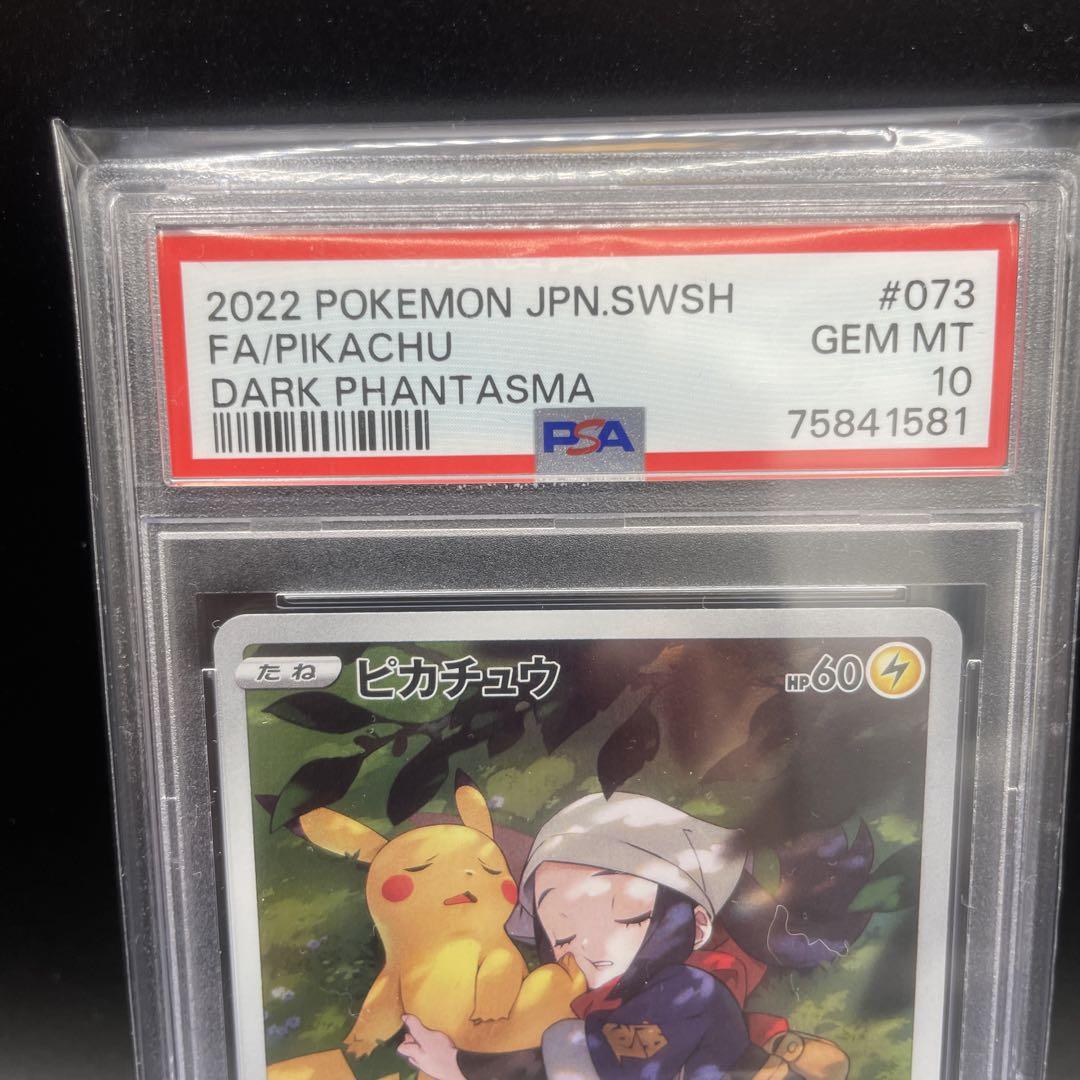 2022 POKEMON JPN.SWSH #073
FA/PIKACHU GEM MT
DARK PHANTASMA 10
PSA 75841581
たね ピカチュウ HP60